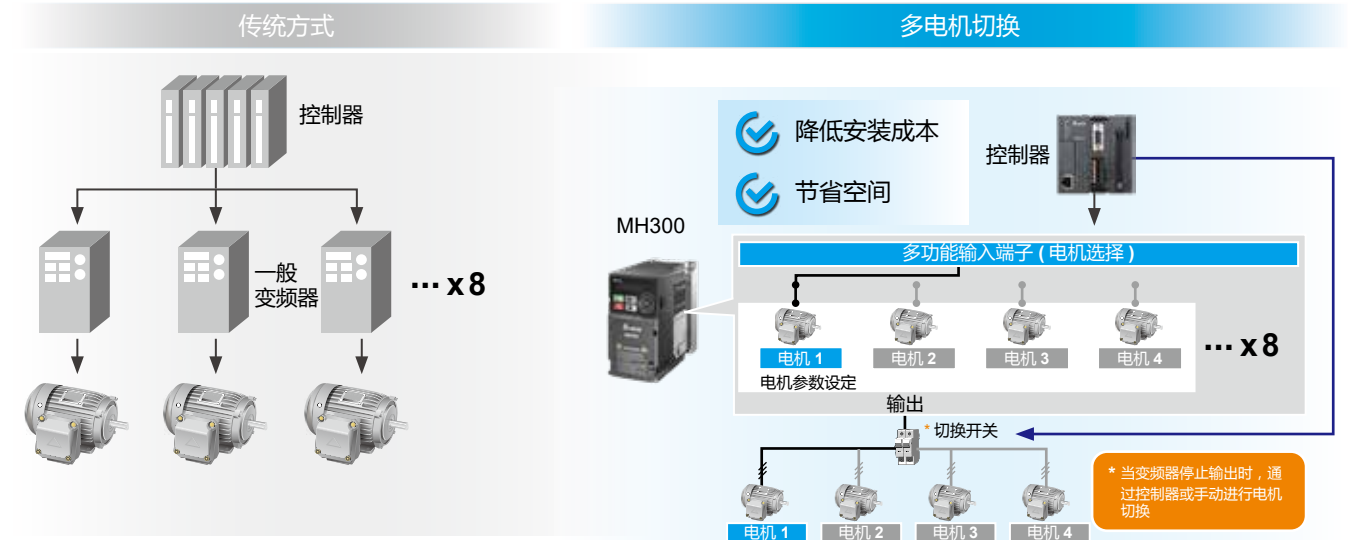 传统方式
控制器
一般
变频器
··· x 8
多电机切换
降低安装成本
节省空间
控制器
MH300
多功能输入端子 ( 电机选择 )
电机 1
电机 2
电机 3
电机 4
··· x 8
电机参数设定
输出
* 切换开关
电机 1
电机 2
电机 3
电机 4
* 当变频器停止输出时，通
过控制器或手动进行电机
切换